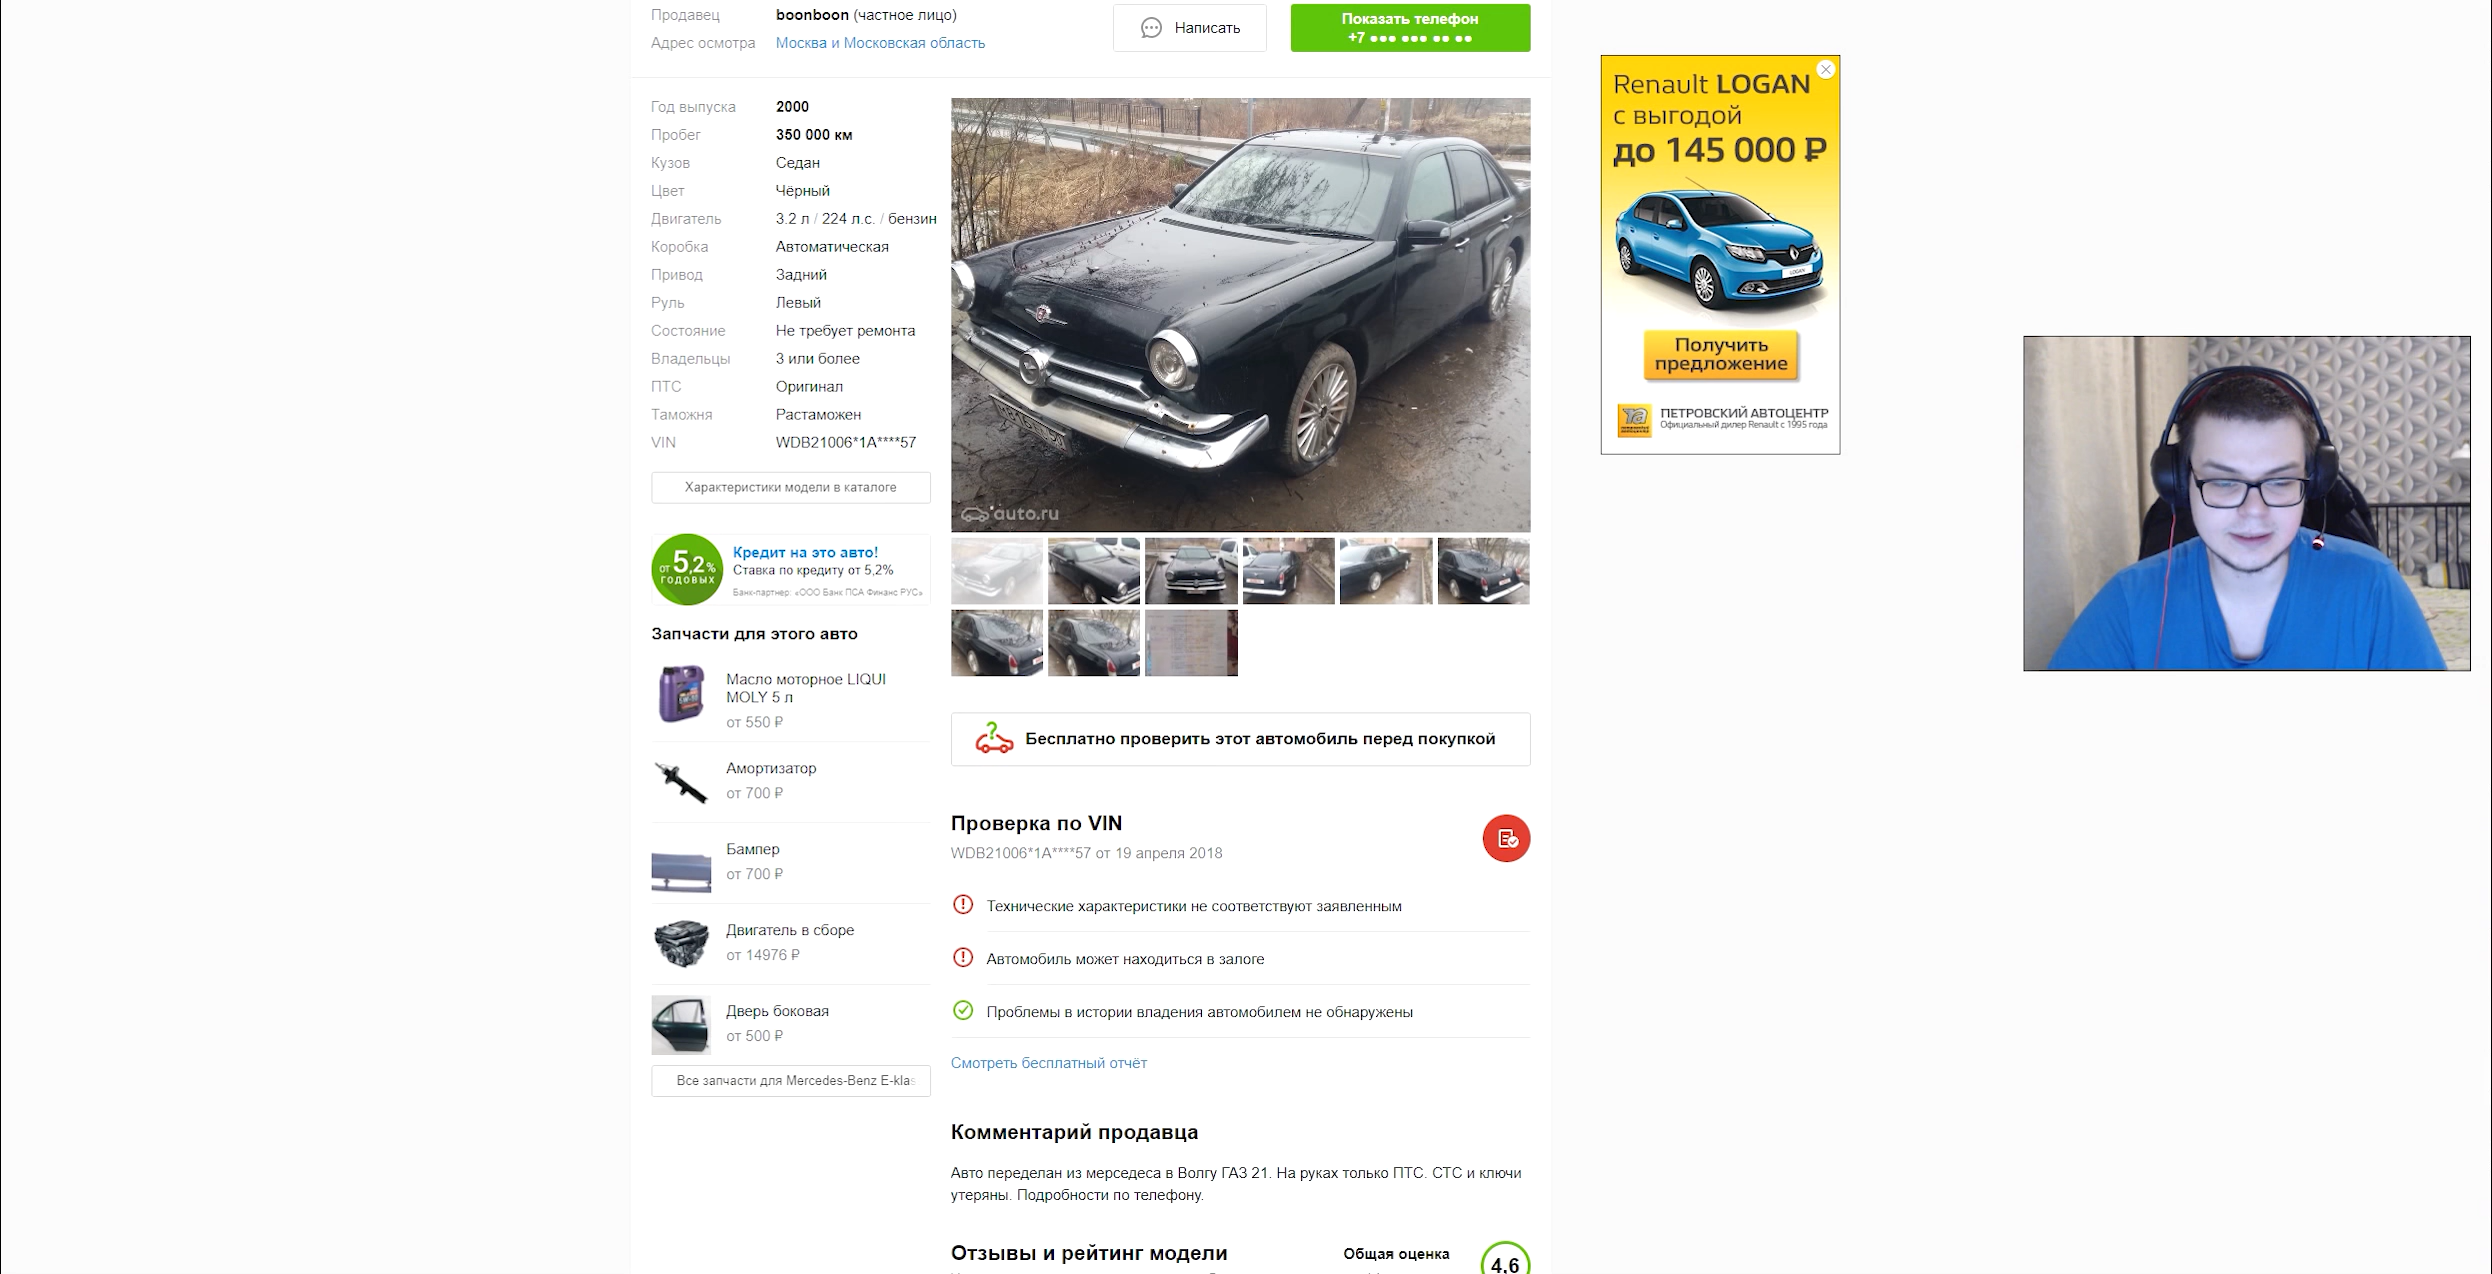 Продавец boonboon (частное лицо)
Адрес осмотра Москва и Московская область
Написать
Показать телефон
+7 ●●● ●●● ●● ●●
Год выпуска 2000
Пробег 350 000 км
Кузов Седан
Цвет Чёрный
Двигатель 3.2 л / 224 л.с. / бензин
Коробка Автоматическая
Привод Задний
Руль Левый
Состояние Не требует ремонта
Владельцы 3 или более
ПТС Оригинал
Таможня Растаможен
VIN WDB21006*1A****57
Характеристики модели в каталоге
от 5,2%
годовых
Кредит на это авто!
Ставка по кредиту от 5,2%
Банк-партнер: «ООО Банк ПСА Финанс РУС»
Запчасти для этого авто
Масло моторное LIQUI
MOLY 5 л
от 550 ₽
Амортизатор
от 700 ₽
Бампер
от 700 ₽
Двигатель в сборе
от 14976 ₽
Дверь боковая
от 500 ₽
Все запчасти для Mercedes-Benz E-klas
auto.ru
Бесплатно проверить этот автомобиль перед покупкой
Проверка по VIN
WDB21006*1A****57 от 19 апреля 2018
Технические характеристики не соответствуют заявленным
Автомобиль может находиться в залоге
Проблемы в истории владения автомобилем не обнаружены
Смотреть бесплатный отчёт
Комментарий продавца
Авто переделан из мерседеса в Волгу ГАЗ 21. На руках только ПТС. СТС и ключи
утеряны. Подробности по телефону.
Отзывы и рейтинг модели
Общая оценка
4,6
Renault LOGAN
с выгодой
до 145 000 ₽
LOGAN
Получить
предложение
ПЕТРОВСКИЙ АВТОЦЕНТР
Официальный дилер Renault с 1995 года